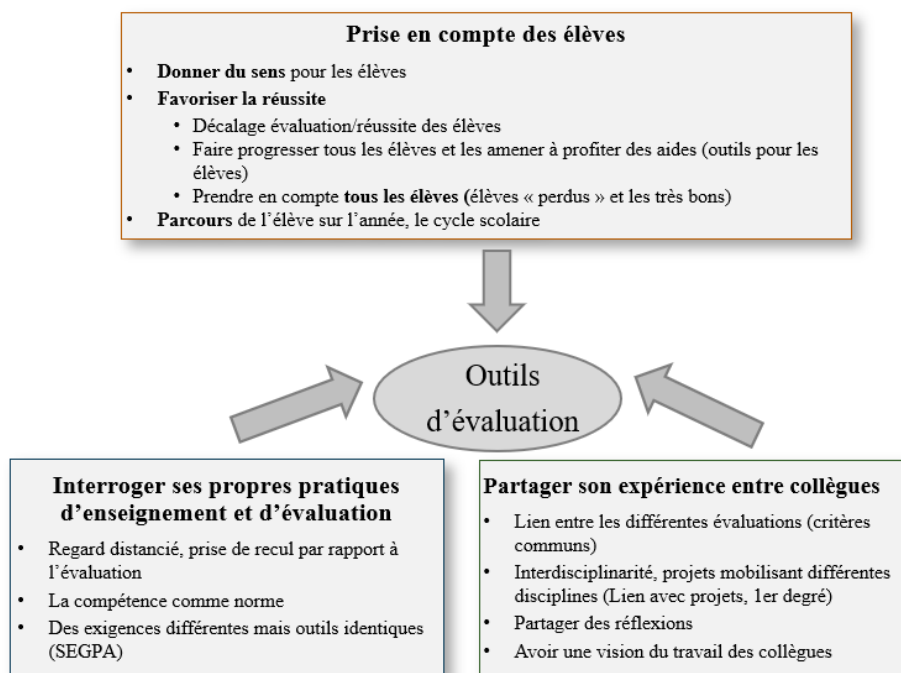 Prise en compte des élèves
• Donner du sens pour les élèves
• Favoriser la réussite
• Décalage évaluation/réussite des élèves
• Faire progresser tous les élèves et les amener à profiter des aides (outils pour les
élèves)
• Prendre en compte tous les élèves (élèves « perdus » et les très bons)
• Parcours de l’élève sur l’année, le cycle scolaire
Outils
d’évaluation
Interroger ses propres pratiques
d’enseignement et d’évaluation
• Regard distancié, prise de recul par rapport à
l’évaluation
• La compétence comme norme
• Des exigences différentes mais outils identiques
(SEGPA)
Partager son expérience entre collègues
• Lien entre les différentes évaluations (critères
communs)
• Interdisciplinarité, projets mobilisant différentes
disciplines (Lien avec projets, 1er degré)
• Partager des réflexions
• Avoir une vision du travail des collègues